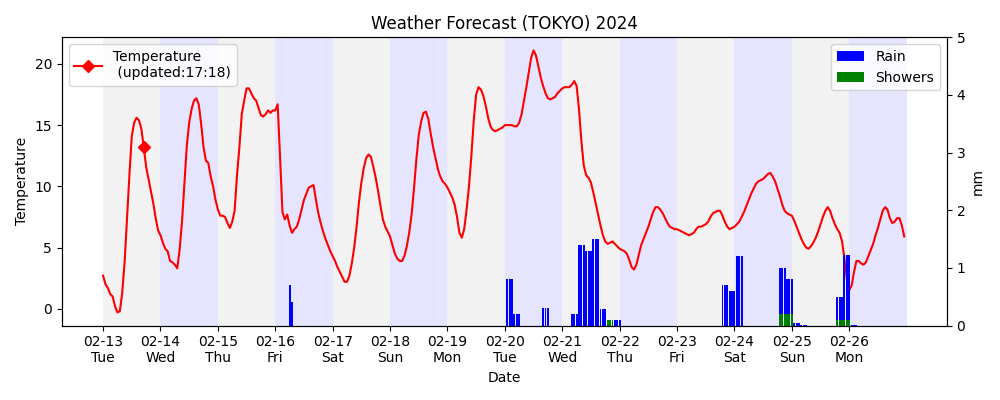 Weather Forecast (TOKYO) 2024
Temperature
(updated:17:18)
Rain
Showers
Temperature
20
15
10
5
0
5
4
3
2
1
0
mm
02-13 02-14 02-15 02-16 02-17 02-18 02-19 02-20 02-21 02-22 02-23 02-24 02-25 02-26
Tue Wed Thu Fri Sat Sun Mon Tue Wed Thu Fri Sat Sun Mon
Date